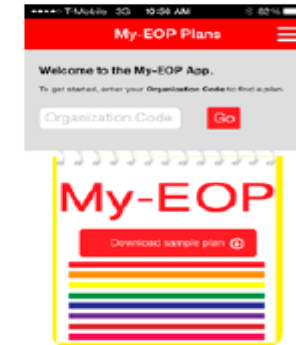 T-Mobile 3G 10:56 AM 82%
My-EOP Plans
Welcome to the My-EOP App.
To get started, enter your Organization Code to find a plan.
Organization Code Go
My-EOP
Download sample plan